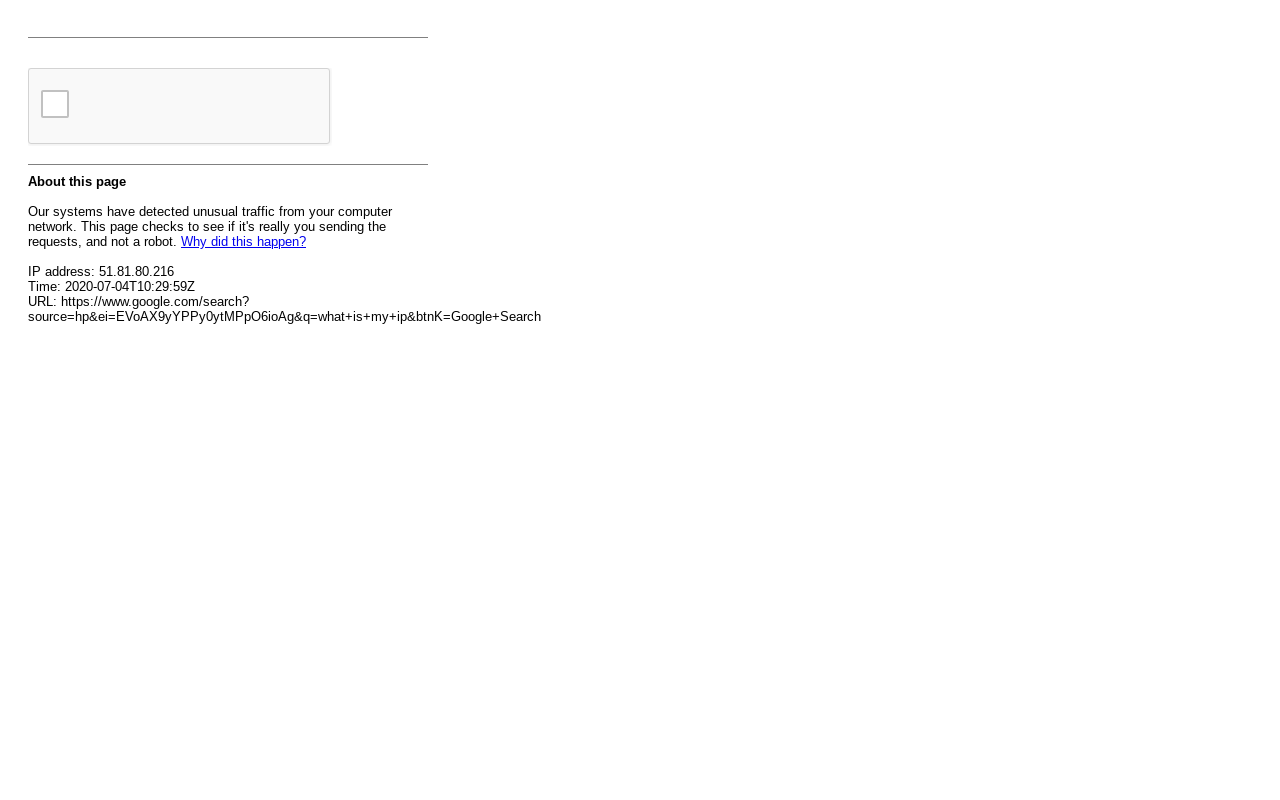 About this page
Our systems have detected unusual traffic from your computer
network. This page checks to see if it's really you sending the
requests, and not a robot. Why did this happen?
IP address: 51.81.80.216
Time: 2020-07-04T10:29:59Z
URL: https://www.google.com/search?
source=hp&ei=EVoAX9yYPPy0ytMPpO6ioAg&q=what+is+my+ip&btnK=Google+Search